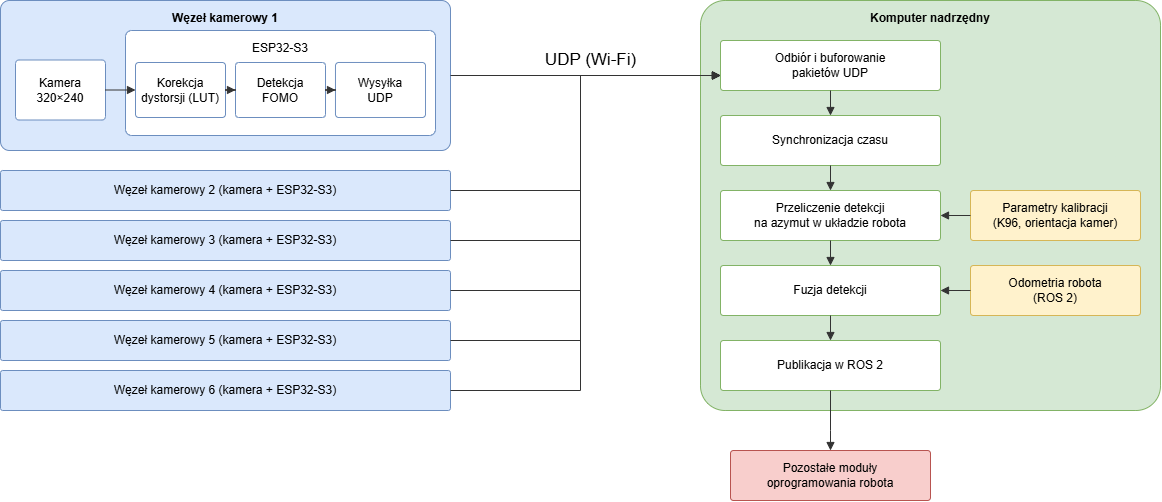 Węzeł kamerowy 1
ESP32-S3
Kamera
320×240
Korekcja
dystorsji (LUT)
Detekcja
FOMO
Wysyłka
UDP
Węzeł kamerowy 2 (kamera + ESP32-S3)
Węzeł kamerowy 3 (kamera + ESP32-S3)
Węzeł kamerowy 4 (kamera + ESP32-S3)
Węzeł kamerowy 5 (kamera + ESP32-S3)
Węzeł kamerowy 6 (kamera + ESP32-S3)
UDP (Wi-Fi)
Komputer nadrzędny
Odbiór i buforowanie
pakietów UDP
Synchronizacja czasu
Przeliczenie detekcji
na azymut w układzie robota
Parametry kalibracji
(K96, orientacja kamer)
Fuzja detekcji
Odometria robota
(ROS 2)
Publikacja w ROS 2
Pozostałe moduły
oprogramowania robota